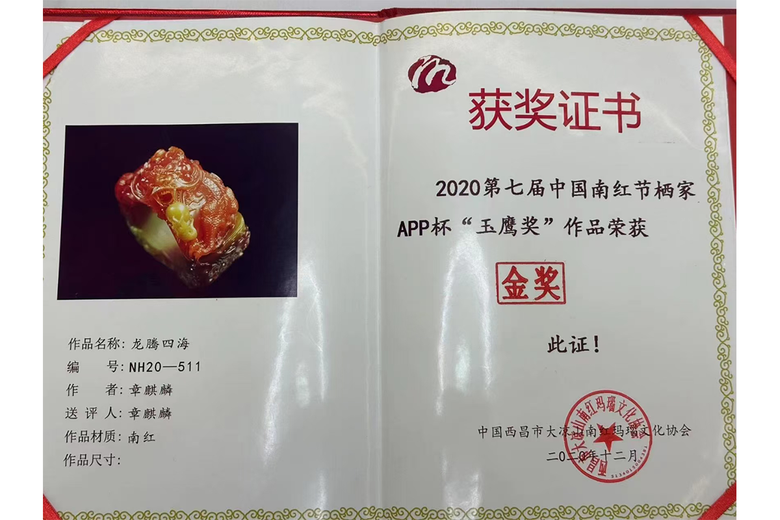 作品名称: 龙腾四海
编 号: NH20—511
作 者: 章麒麟
送 评 人: 章麒麟
作品材质: 南红
作品尺寸:
获奖证书
2020第七届中国南红节栖家
APP杯“玉鹰奖”作品荣获
金奖
此证!
中国西昌市大凉山南红玛瑙文化协会
二〇二〇年十二月